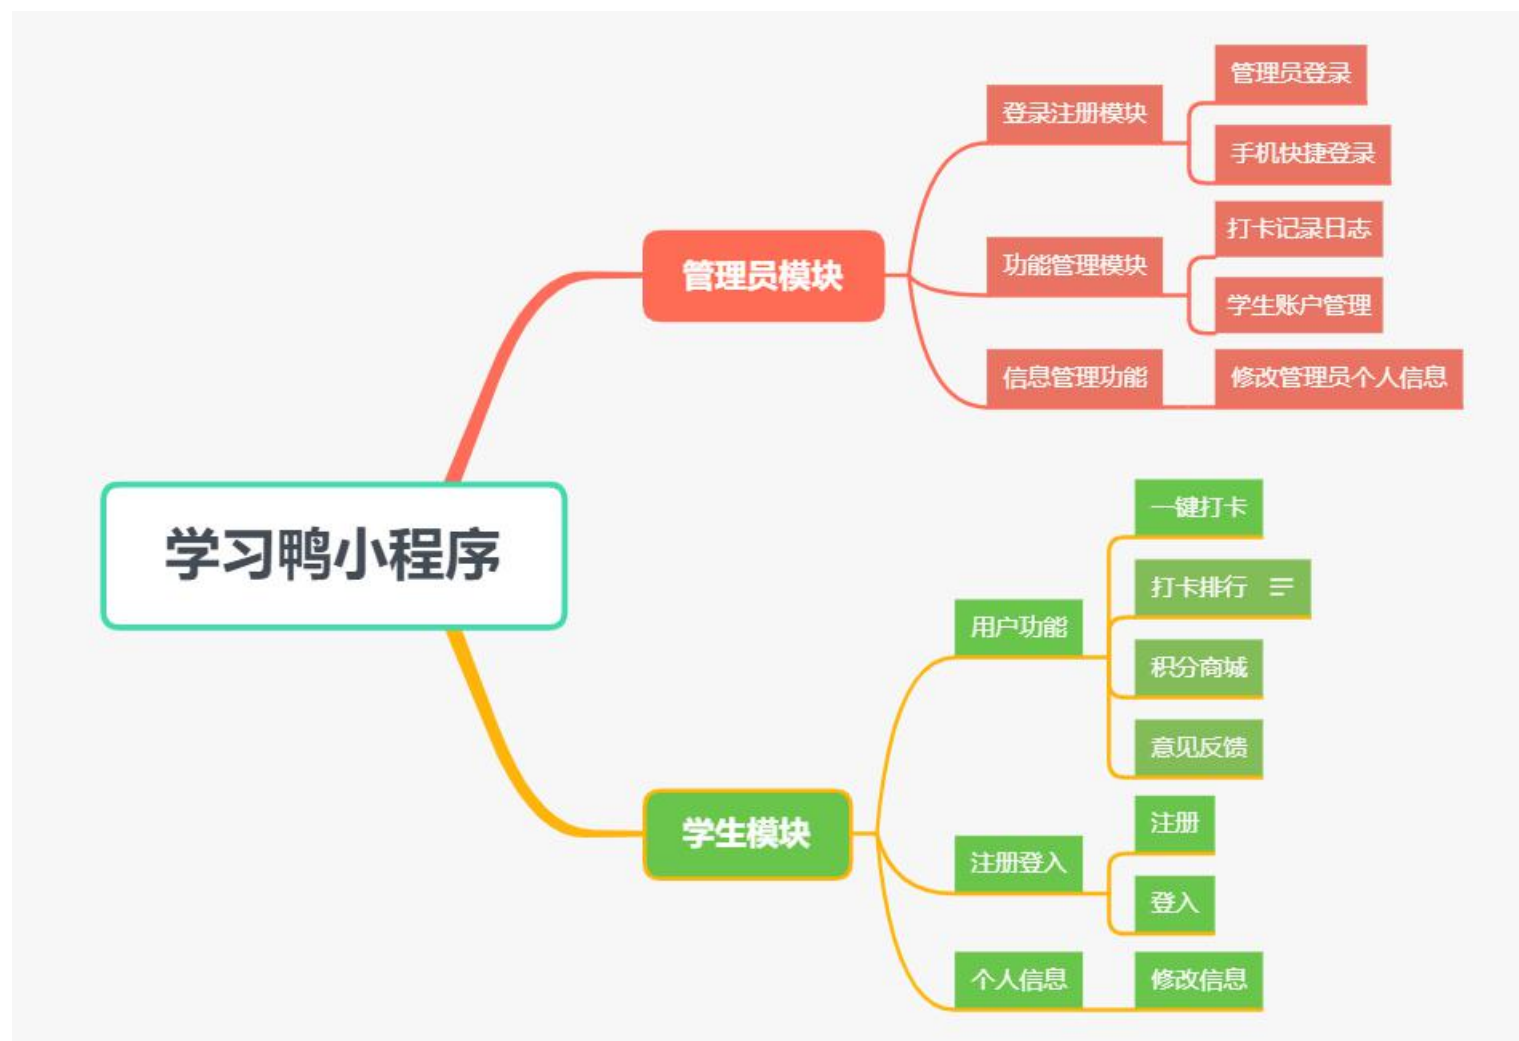 学习鸭小程序
管理员模块
登录注册模块
管理员登录
手机快捷登录
功能管理模块
打卡记录日志
学生账户管理
信息管理功能
修改管理员个人信息
学生模块
用户功能
一键打卡
打卡排行
积分商城
意见反馈
注册登入
注册
登入
个人信息
修改信息